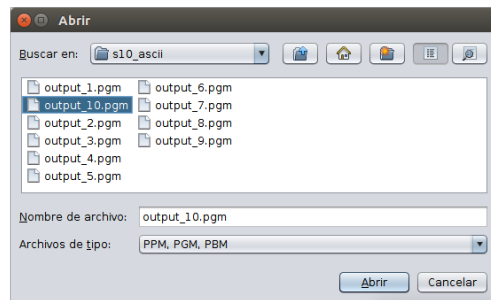 Abrir
Buscar en: s10_ascii
output_1.pgm output_6.pgm
output_10.pgm output_7.pgm
output_2.pgm output_8.pgm
output_3.pgm output_9.pgm
output_4.pgm
output_5.pgm
Nombre de archivo: output_10.pgm
Archivos de tipo: PPM, PGM, PBM
Abrir Cancelar